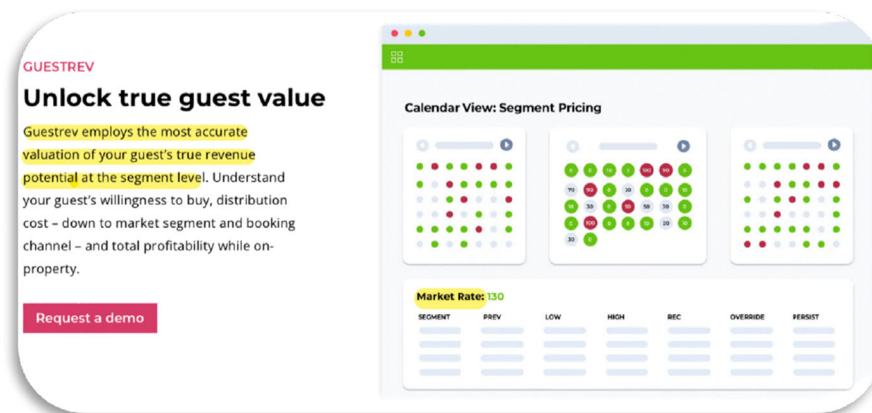 GUESTREV
Unlock true guest value
Guestrev employs the most accurate
valuation of your guest's true revenue
potential at the segment level. Understand
your guest's willingness to buy, distribution
cost – down to market segment and booking
channel – and total profitability while on-
property.
Request a demo
Calendar View: Segment Pricing
Market Rate: 130
SEGMENT PREV LOW HIGH REC OVERRIDE PERSIST